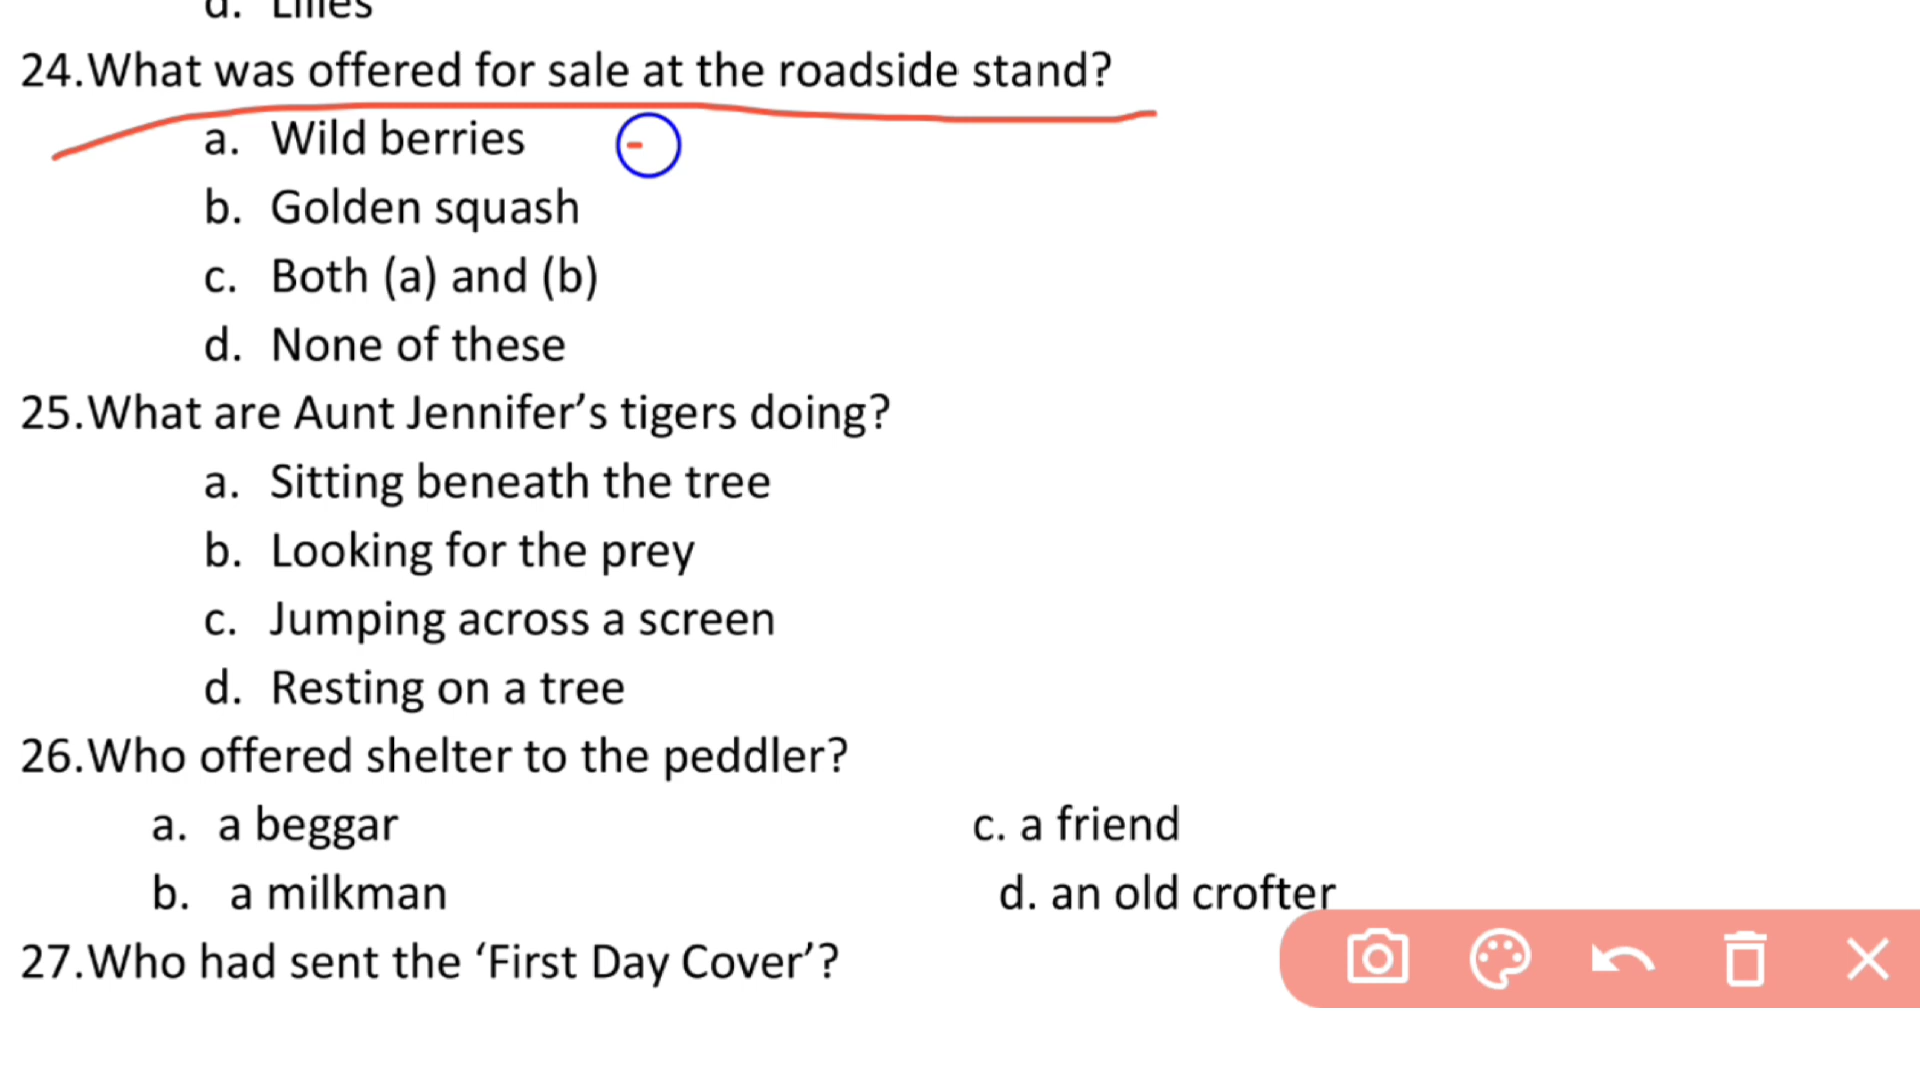 d. Lilies
24.What was offered for sale at the roadside stand?
a. Wild berries
b. Golden squash
c. Both (a) and (b)
d. None of these
25.What are Aunt Jennifer’s tigers doing?
a. Sitting beneath the tree
b. Looking for the prey
c. Jumping across a screen
d. Resting on a tree
26.Who offered shelter to the peddler?
a. a beggar c. a friend
b. a milkman d. an old crofter
27.Who had sent the ‘First Day Cover’?